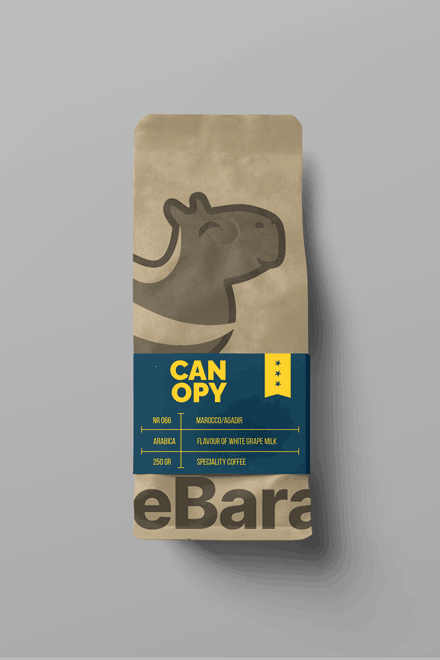 CAN
OPY
NR 066 MAROCCO/AGADIR
ARABICA FLAVOUR OF WHITE GRAPE MILK
250 GR SPECIALITY COFFEE
eBara